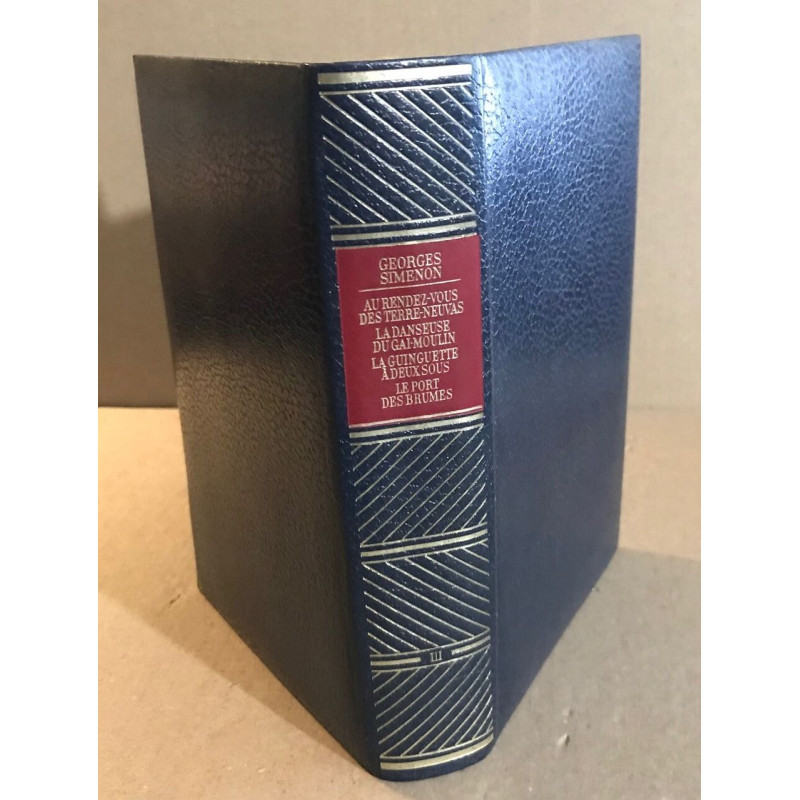 GEORGES
SIMENON
AU RENDEZ-VOUS
DES TERRE-NEUVAS
LA DANSEUSE
DU GAI-MOULIN
LA GUINGUETTE
À DEUX SOUS
LE PORT
DES BRUMES
III